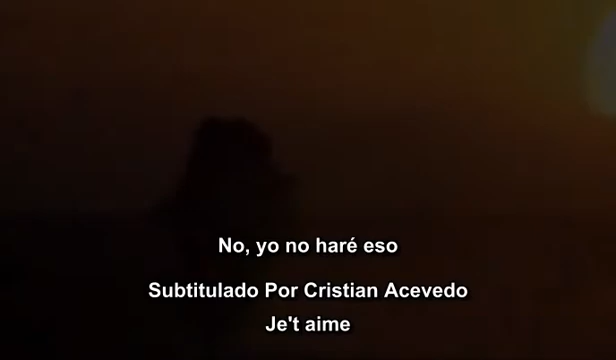 No, yo no haré eso
Subtitulado Por Cristian Acevedo
Je't aime